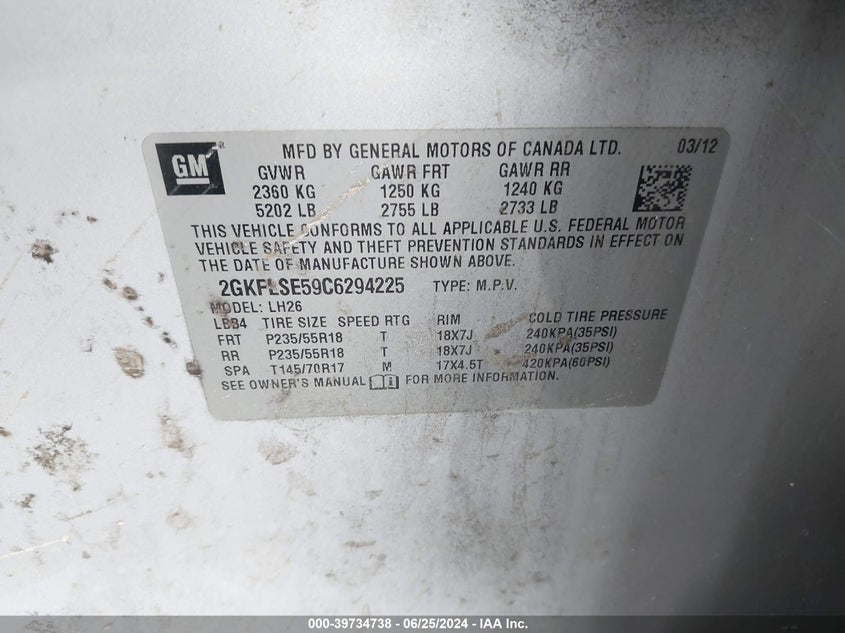 GM MFD BY GENERAL MOTORS OF CANADA LTD. 03/12
GVWR GAWR FRT GAWR RR
2360 KG 1250 KG 1240 KG
5202 LB 2755 LB 2733 LB
THIS VEHICLE CONFORMS TO ALL APPLICABLE U.S. FEDERAL MOTOR
VEHICLE SAFETY AND THEFT PREVENTION STANDARDS IN EFFECT ON
THE DATE OF MANUFACTURE SHOWN ABOVE.
2GKFLSE59C6294225 TYPE: M.P.V.
MODEL: LH26
TIRE SIZE SPEED RTG RIM COLD TIRE PRESSURE
FRT P235/55R18 T 18X7J 240KPA(35PSI)
RR P235/55R18 T 18X7J 240KPA(35PSI)
SPA T145/70R17 M 17X4.5T 420KPA(60PSI)
SEE OWNER'S MANUAL FOR MORE INFORMATION.
000-39734738 - 06/25/2024 - IAA Inc.